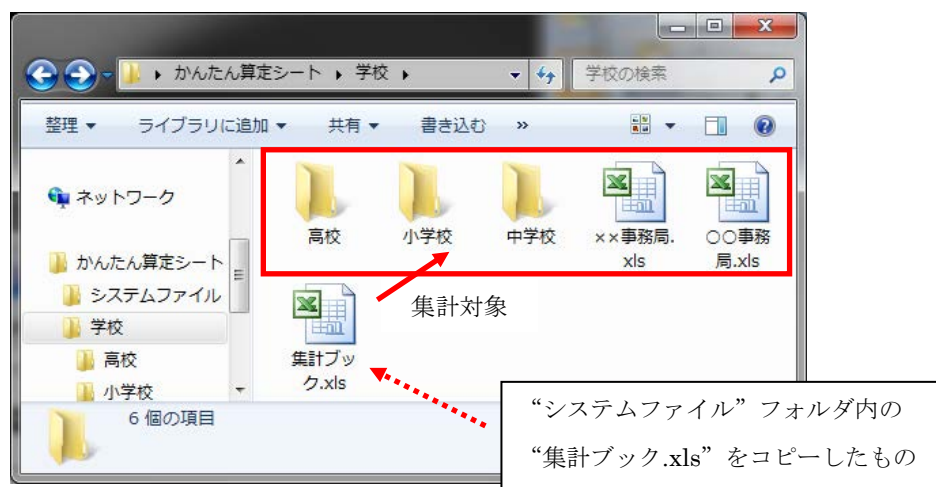 かんたん算定シート 学校
学校の検索
整理 ライブラリに追加 共有 書き込む »
ネットワーク
かんたん算定シート
システムファイル
学校
高校
小学校
高校 小学校 中学校 ××事務局.xls ○○事務局.xls
集計対象
集計ブック.xls
6 個の項目
“システムファイル”フォルダ内の
“集計ブック.xls”をコピーしたもの